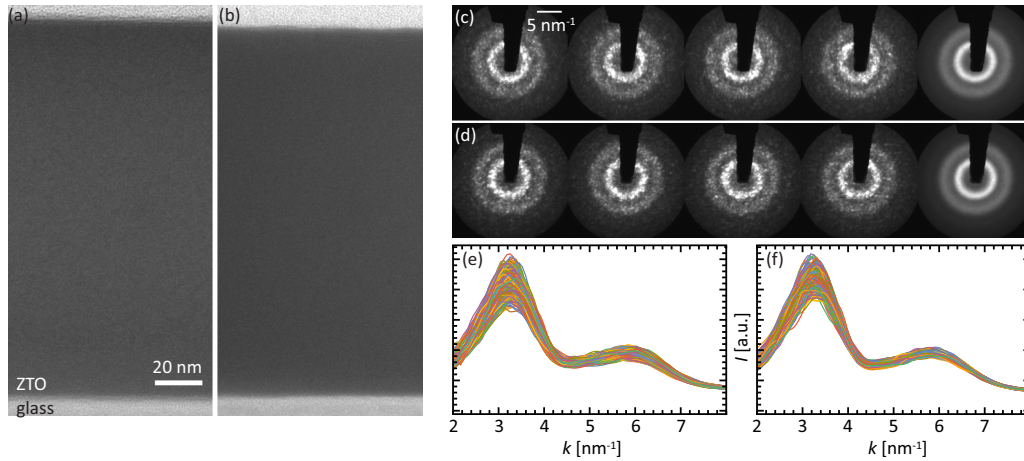 (a)
(b)
20 nm
ZTO
glass
(c)
5 nm⁻¹
(d)
(e)
2 3 4 5 6 7
k [nm⁻¹]
(f)
I [a.u.]
2 3 4 5 6 7
k [nm⁻¹]